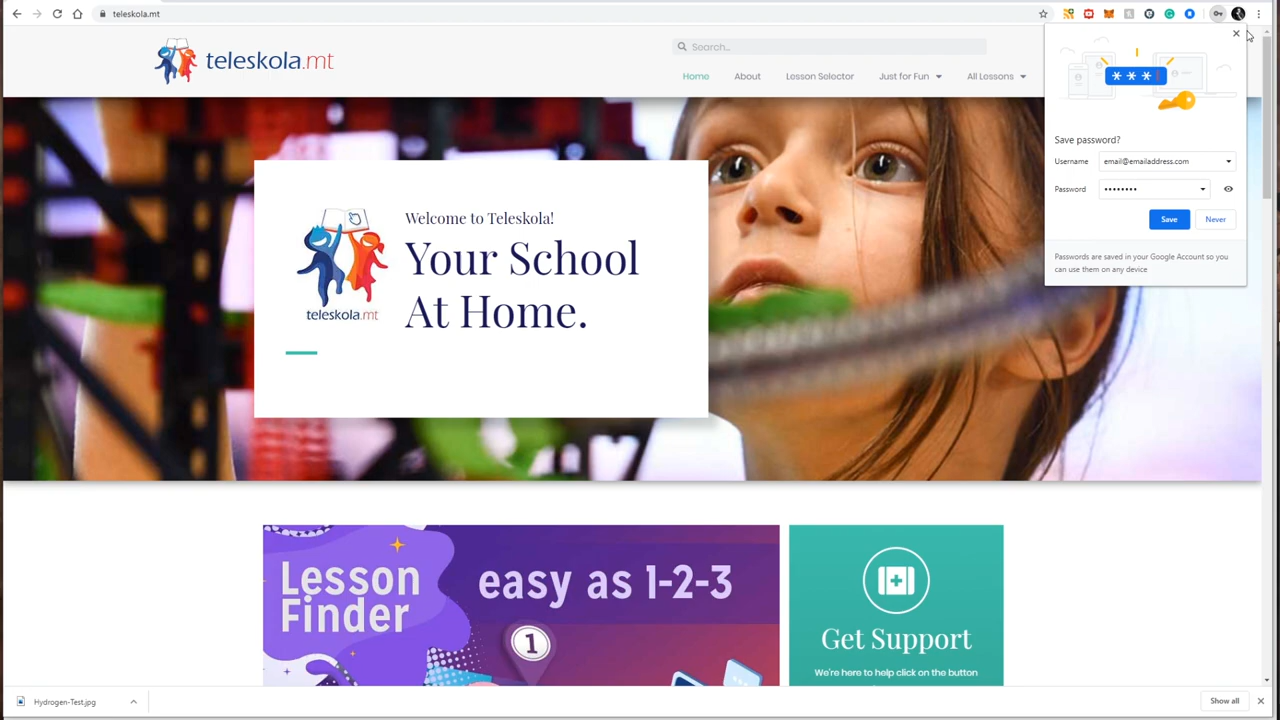 teleskola.mt
teleskola.mt
Search...
Home
About
Lesson Selector
Just for Fun
All Lessons
Save password?
Username
email@emailaddress.com
Password
••••••••
Save
Never
Passwords are saved in your Google Account so you
can use them on any device
Welcome to Teleskola!
Your School
At Home.
teleskola.mt
Lesson
Finder
easy as 1-2-3
1
Get Support
We're here to help click on the button
Hydrogen-Test.jpg
Show all